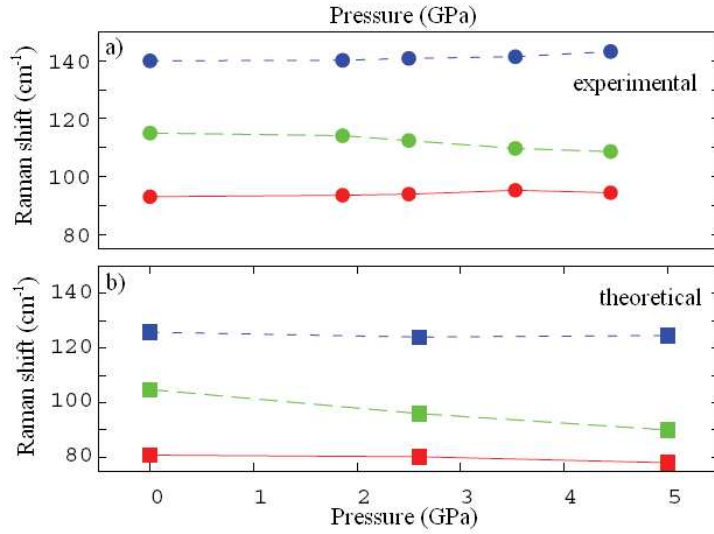 Pressure (GPa)
a)
experimental
Raman shift (cm-1)
140
120
100
80
b)
theoretical
Raman shift (cm-1)
140
120
100
80
0 1 2 3 4 5
Pressure (GPa)